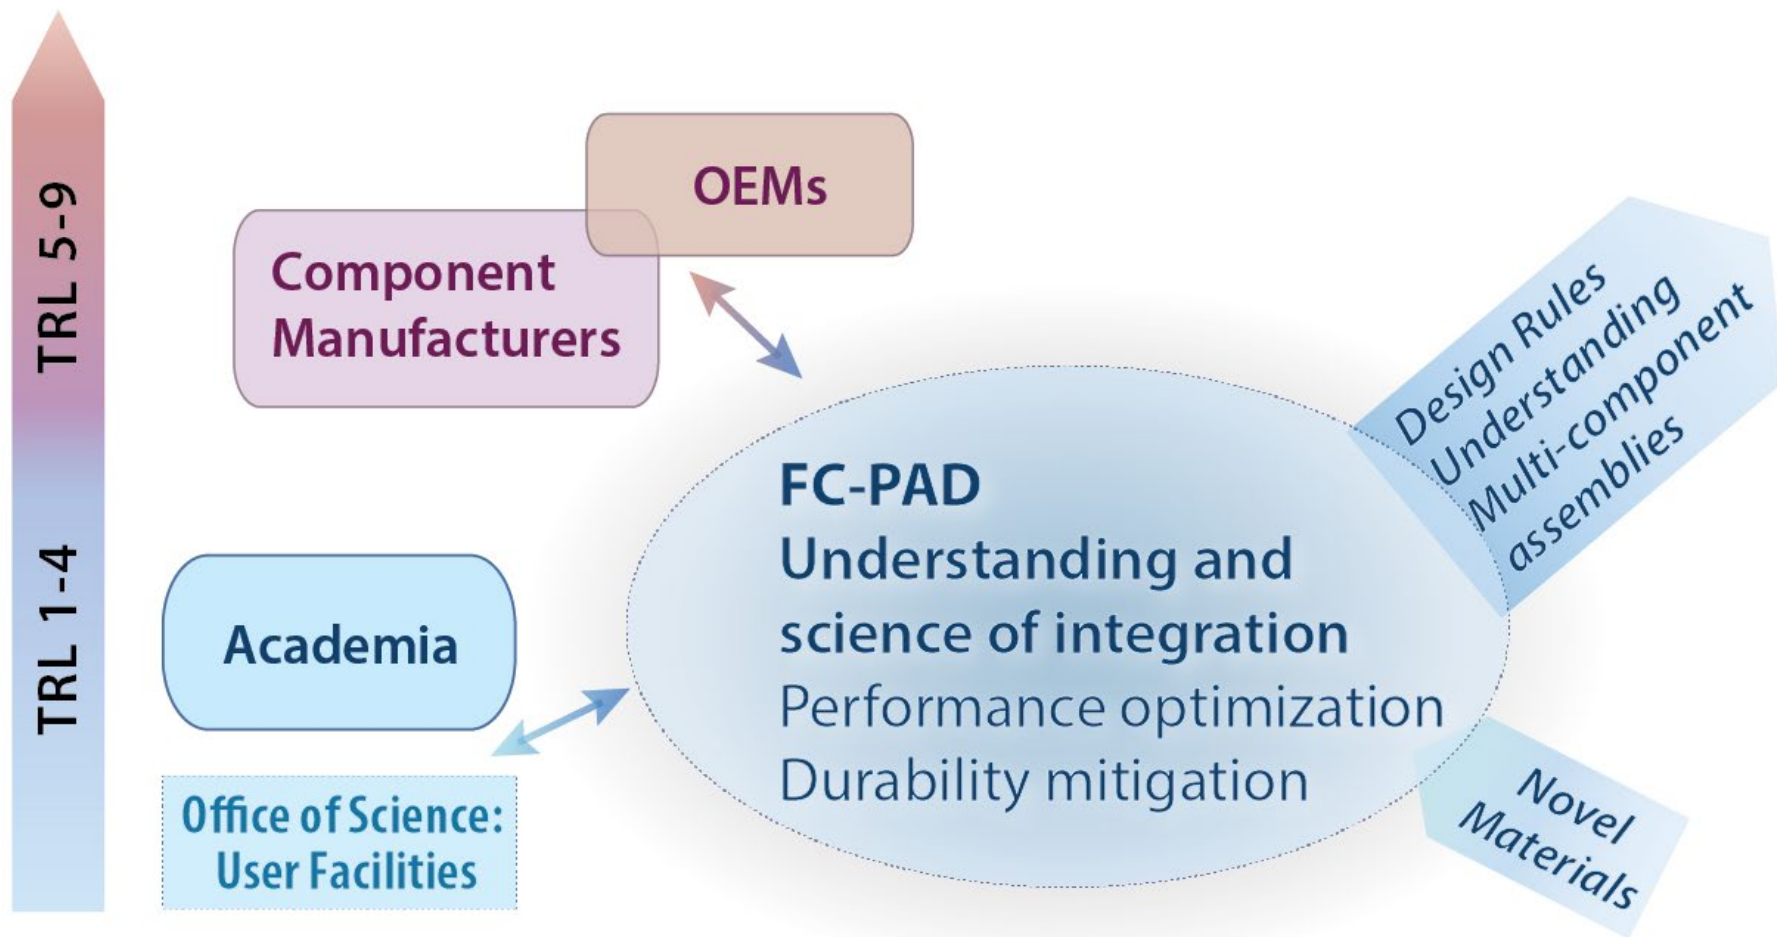 TRL 5-9
TRL 1-4
OEMs
Component
Manufacturers
Academia
Office of Science:
User Facilities
FC-PAD
Understanding and
science of integration
Performance optimization
Durability mitigation
Design Rules
Understanding
Multi-component
assemblies
Novel
Materials